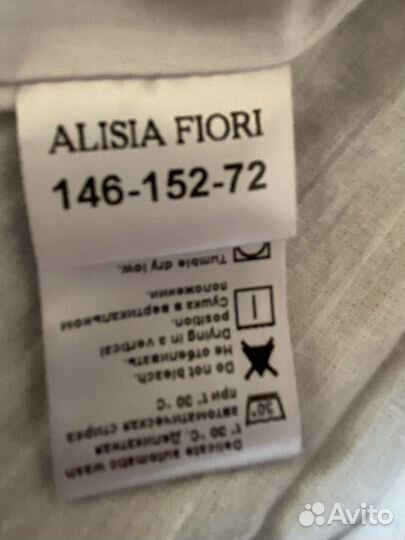 ALISIA FIORI
146-152-72
Delicate automatic wash
t° 30 °C. Деликатная
автоматическая стирка
при t° 30 °C
30°
Do not bleach.
Не отбеливать.
Drying in a vertical
position.
Сушка в вертикальном
положении.
Tumble dry low.
Avito